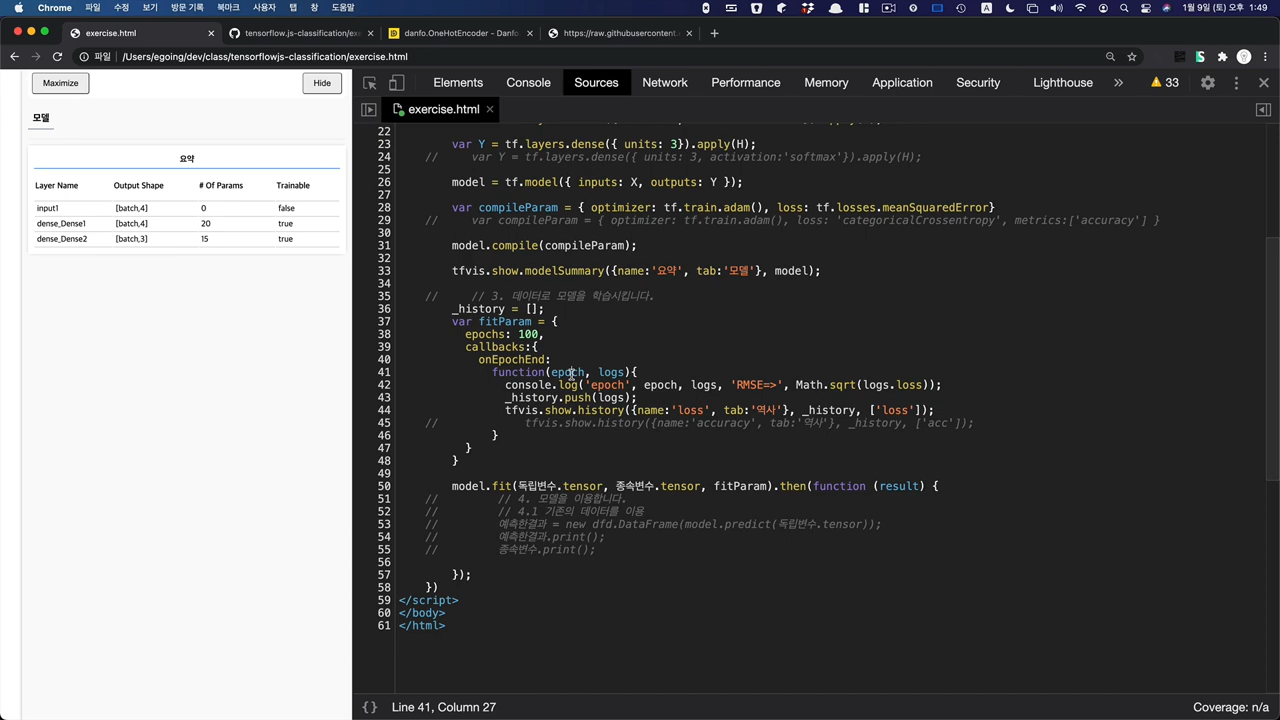 Chrome 파일 수정 보기 방문 기록 북마크 사용자 탭 창 도움말 A 1월 9일 (토) 오후 1:49
exercise.html × tensorflow.js-classification/ex × danfo.OneHotEncoder - Danfo × https://raw.githubusercontent.c × +
파일 /Users/egoing/dev/class/tensorflowjs-classification/exercise.html
Maximize Hide
모델
요약
Layer Name Output Shape # Of Params Trainable
input1 [batch,4] 0 false
dense_Dense1 [batch,4] 20 true
dense_Dense2 [batch,3] 15 true
Elements Console Sources Network Performance Memory Application Security Lighthouse » 33
exercise.html ×
22
23 var Y = tf.layers.dense({ units: 3}).apply(H);
24 // var Y = tf.layers.dense({ units: 3, activation:'softmax'}).apply(H);
25
26 model = tf.model({ inputs: X, outputs: Y });
27
28 var compileParam = { optimizer: tf.train.adam(), loss: tf.losses.meanSquaredError}
29 // var compileParam = { optimizer: tf.train.adam(), loss: 'categoricalCrossentropy', metrics:['accuracy'] }
30
31 model.compile(compileParam);
32
33 tfvis.show.modelSummary({name:'요약', tab:'모델'}, model);
34
35 // // 3. 데이터로 모델을 학습시킵니다.
36 _history = [];
37 var fitParam = {
38 epochs: 100,
39 callbacks:{
40 onEpochEnd:
41 function(epoch, logs){
42 console.log('epoch', epoch, logs, 'RMSE=>', Math.sqrt(logs.loss));
43 _history.push(logs);
44 tfvis.show.history({name:'loss', tab:'역사'}, _history, ['loss']);
45 // tfvis.show.history({name:'accuracy', tab:'역사'}, _history, ['acc']);
46 }
47 }
48 }
49
50 model.fit(독립변수.tensor, 종속변수.tensor, fitParam).then(function (result) {
51 // // 4. 모델을 이용합니다.
52 // // 4.1 기존의 데이터를 이용
53 // 예측한결과 = new dfd.DataFrame(model.predict(독립변수.tensor));
54 // 예측한결과.print();
55 // 종속변수.print();
56
57 });
58 })
59 </script>
60 </body>
61 </html>
{} Line 41, Column 27 Coverage: n/a